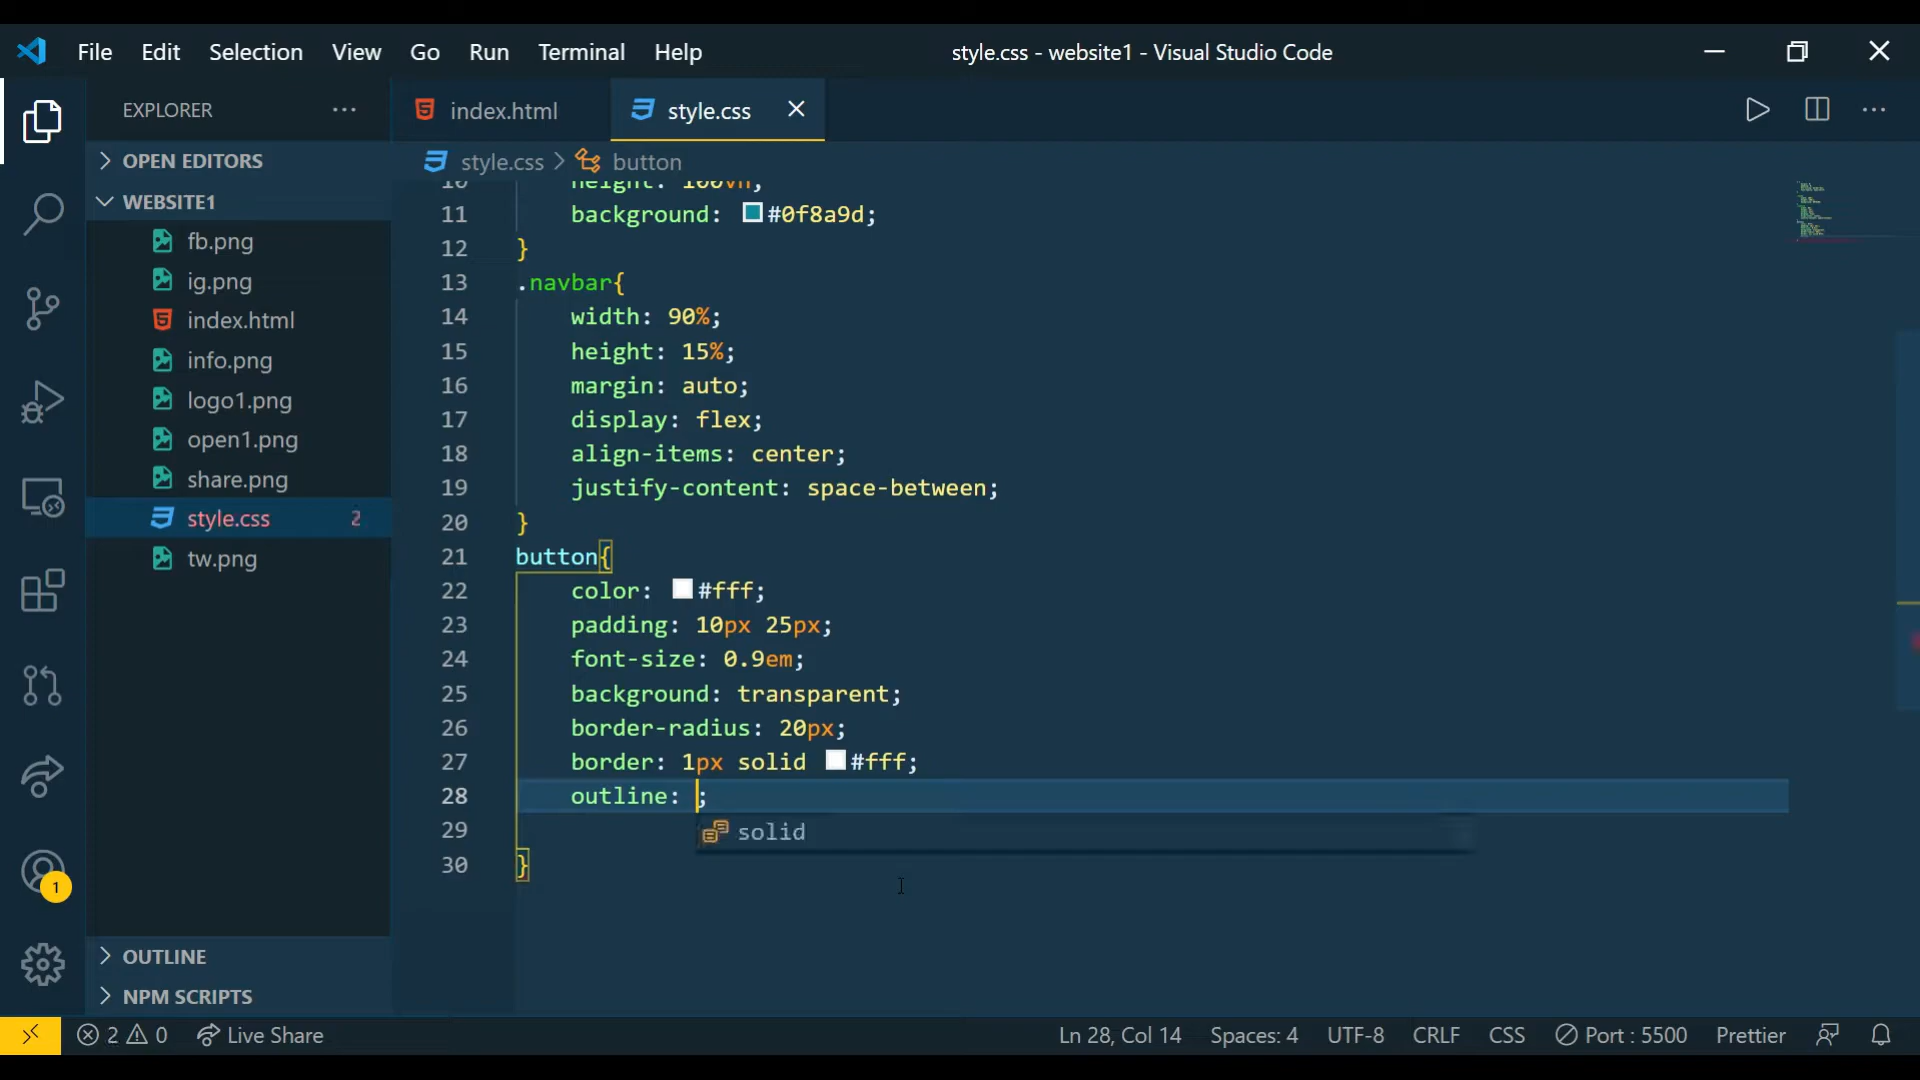 File Edit Selection View Go Run Terminal Help style.css - website1 - Visual Studio Code
EXPLORER ···
index.html style.css
OPEN EDITORS
style.css > button
WEBSITE1
fb.png
ig.png
index.html
info.png
logo1.png
open1.png
share.png
style.css 2
tw.png
OUTLINE
NPM SCRIPTS
10 height: 100vh;
11 background: #0f8a9d;
12 }
13 .navbar{
14 width: 90%;
15 height: 15%;
16 margin: auto;
17 display: flex;
18 align-items: center;
19 justify-content: space-between;
20 }
21 button{
22 color: #fff;
23 padding: 10px 25px;
24 font-size: 0.9em;
25 background: transparent;
26 border-radius: 20px;
27 border: 1px solid #fff;
28 outline: ;
29 solid
30 }
1
2 0 Live Share Ln 28, Col 14 Spaces: 4 UTF-8 CRLF CSS Port : 5500 Prettier